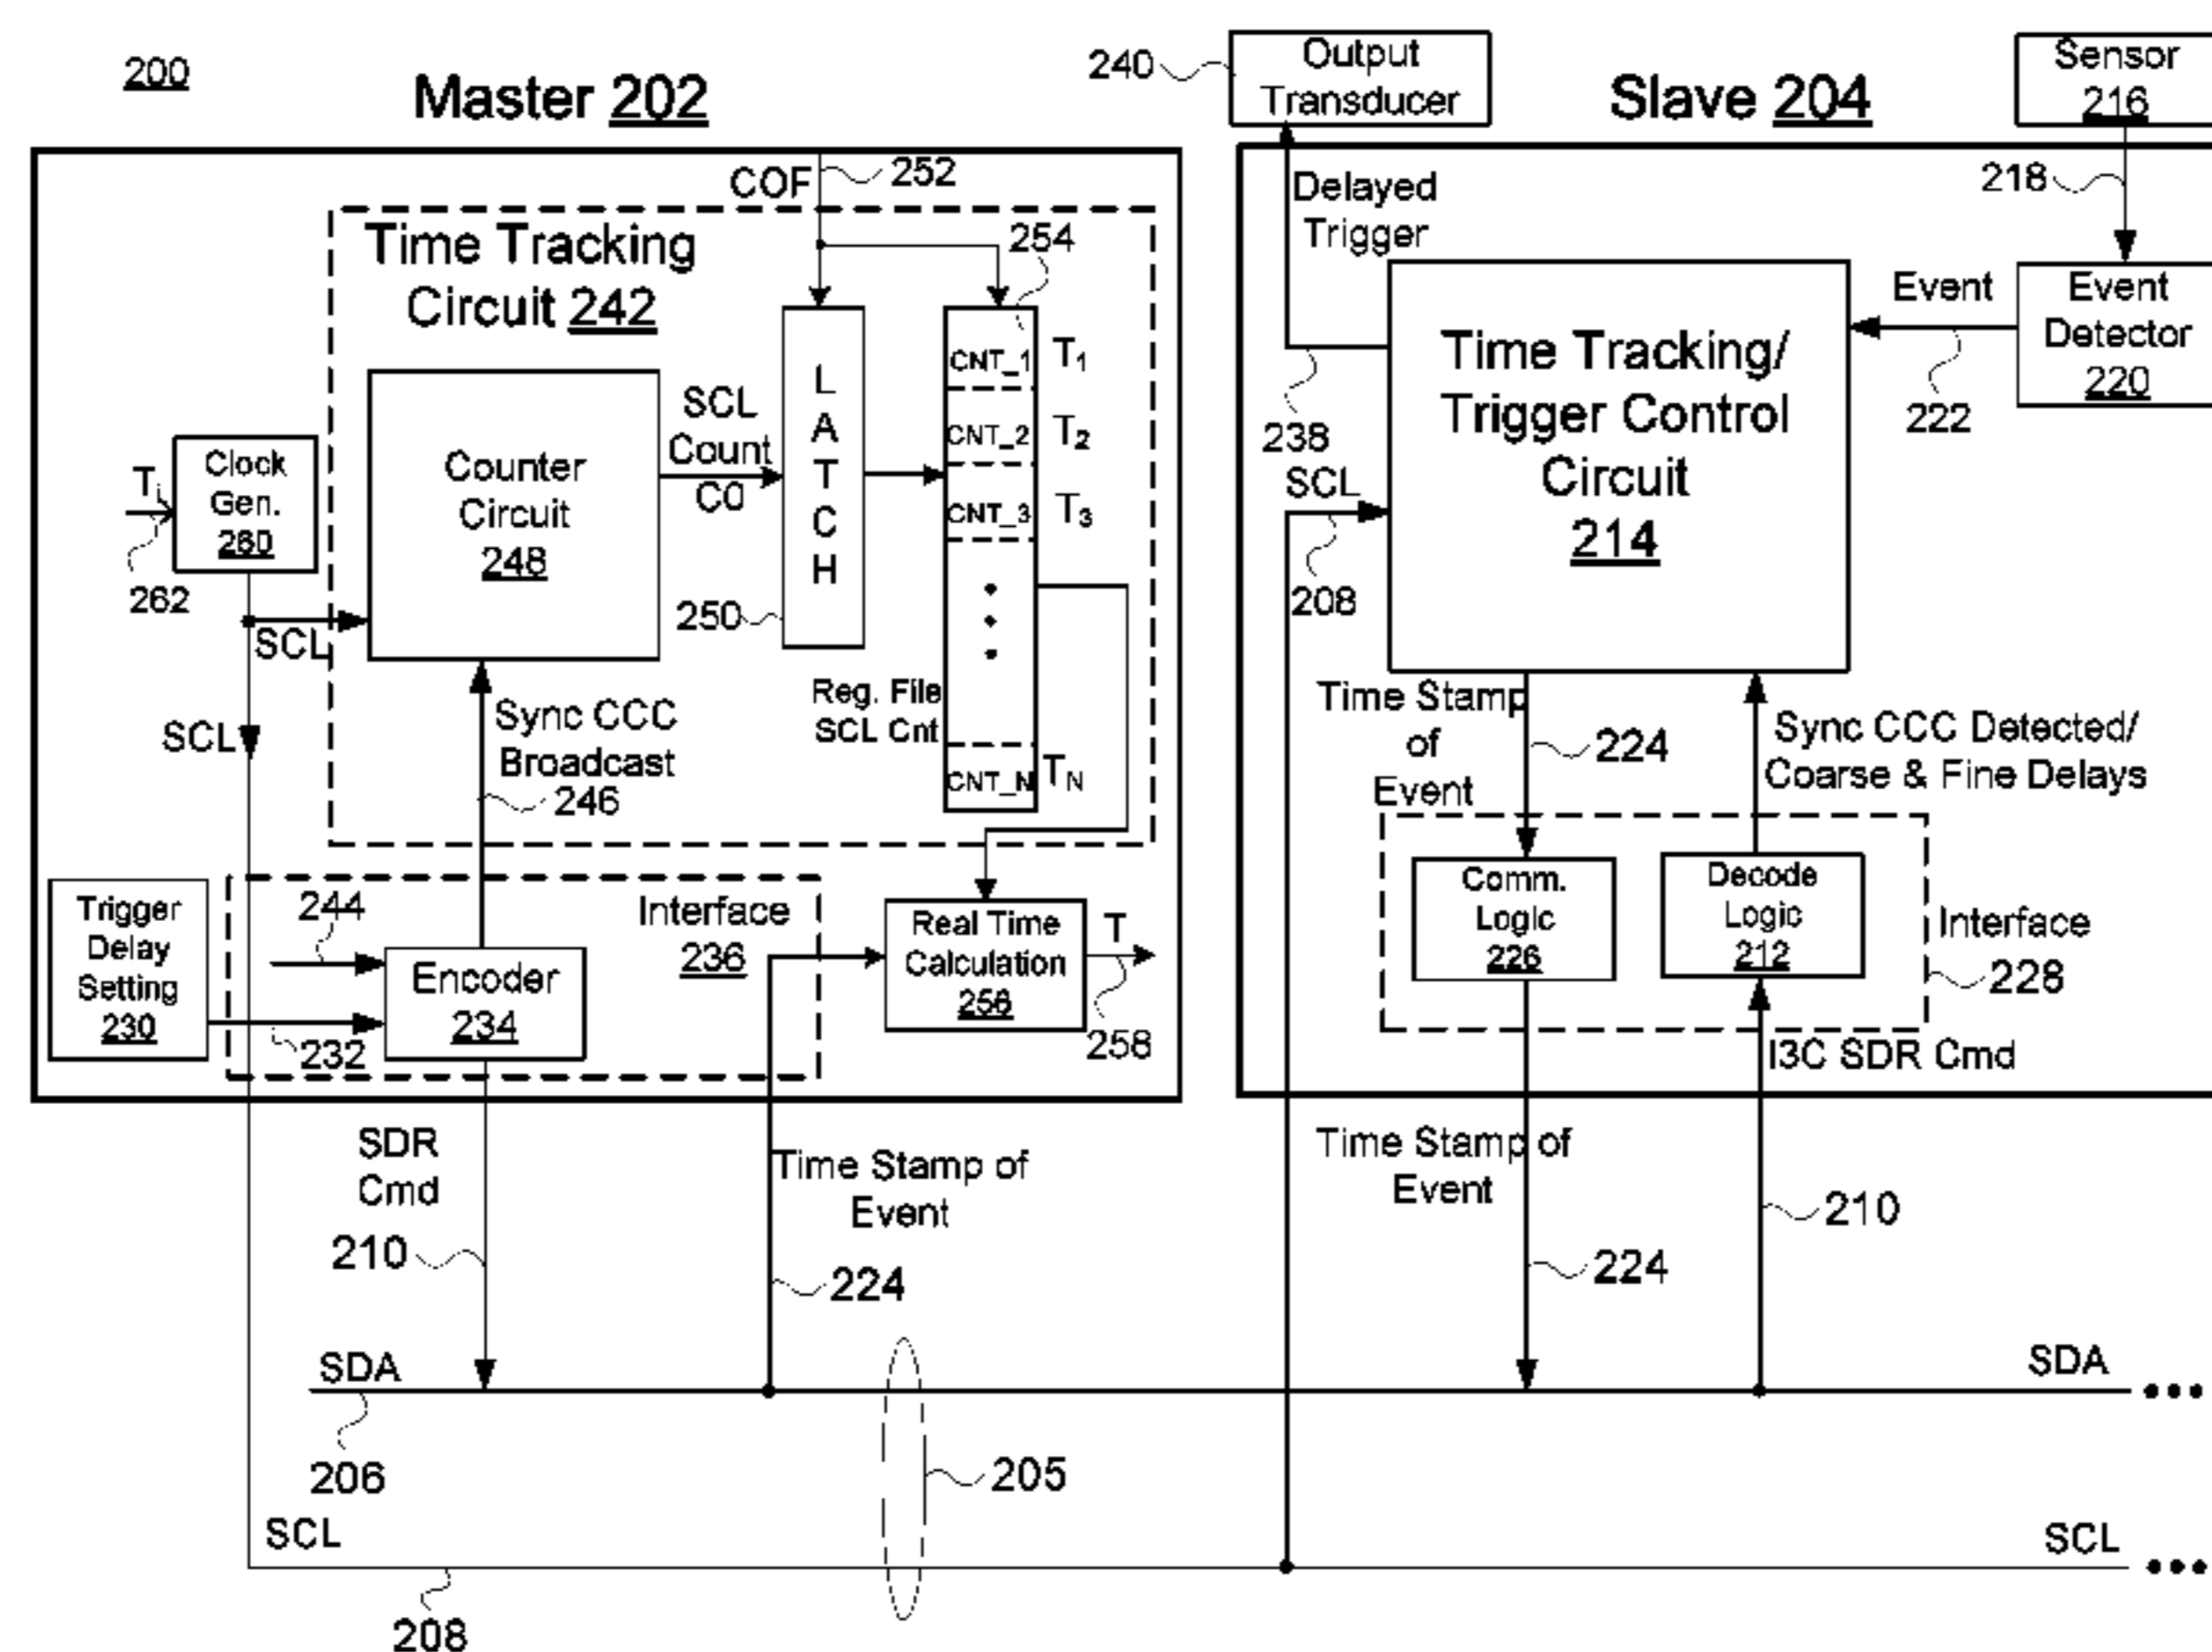 200
Master 202
240
Output
Transducer
Slave 204
Sensor
216
COF
252
Delayed
Trigger
218
Time Tracking
Circuit 242
254
Event
Event
Detector
220
222
Time Tracking/
Trigger Control
Circuit
214
238
SCL
208
CNT_1
T1
CNT_2
T2
CNT_3
T3
CNT_N
TN
L
A
T
C
H
SCL
Count
C0
Counter
Circuit
248
Clock
Gen.
260
Ti
262
SCL
250
Reg. File
SCL Cnt
SCL
Sync CCC
Broadcast
246
Time Stamp
of
Event
224
Sync CCC Detected/
Coarse & Fine Delays
Trigger
Delay
Setting
230
244
232
Encoder
234
Interface
236
Real Time
Calculation
256
T
258
Comm.
Logic
226
Decode
Logic
212
Interface
228
I3C SDR Cmd
SDR
Cmd
210
Time Stamp of
Event
224
Time Stamp of
Event
224
210
SDA
206
SDA
205
SCL
208
SCL